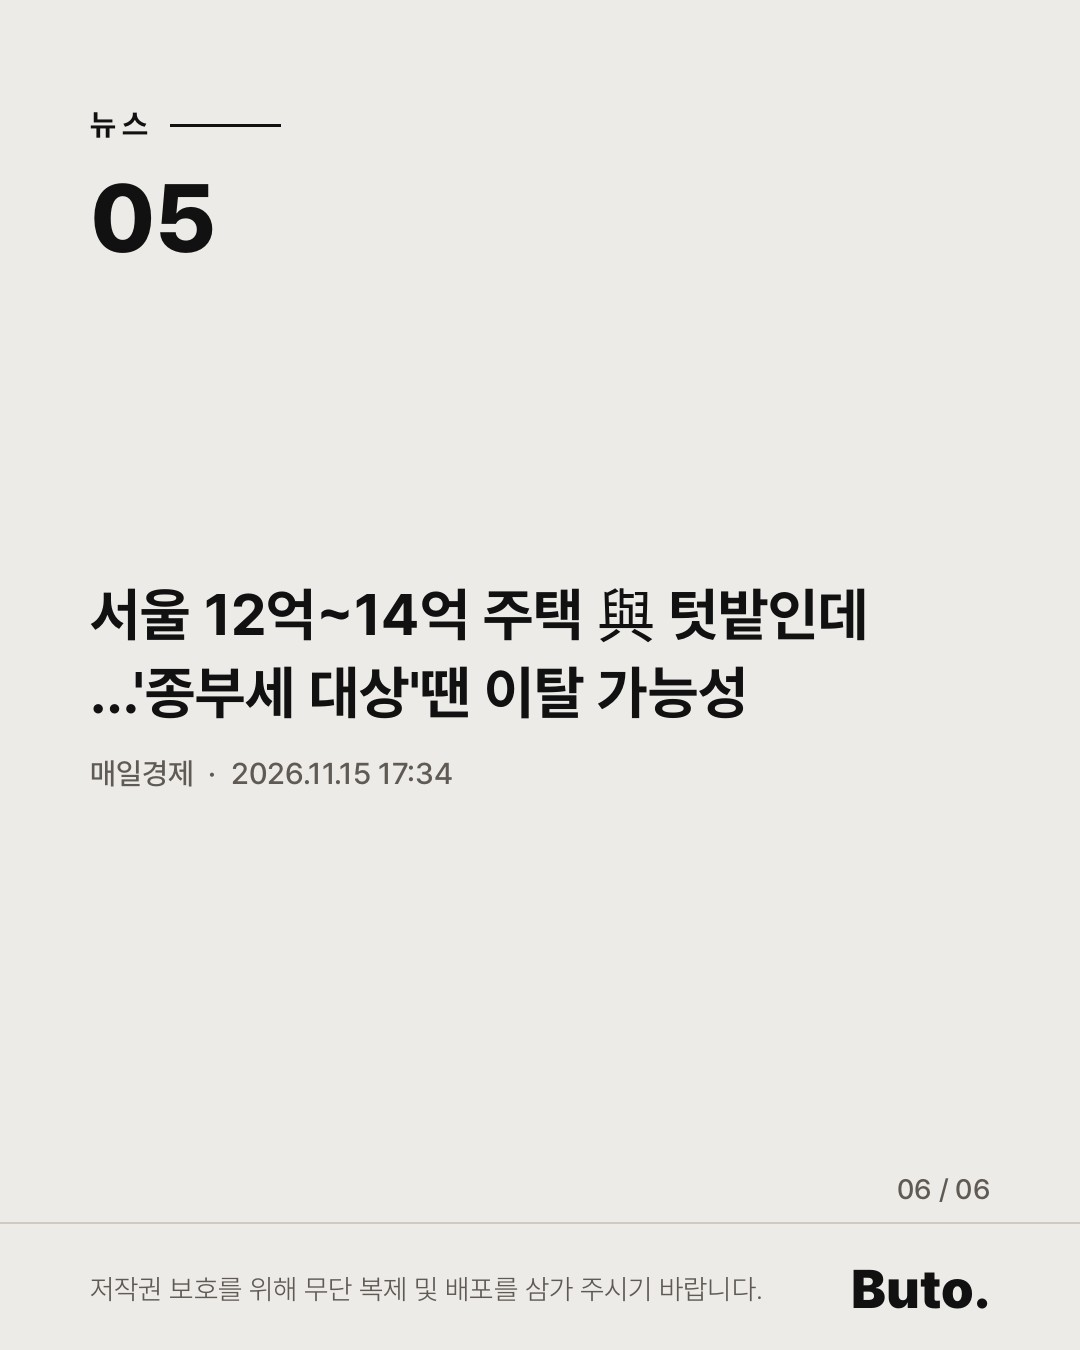 뉴스
05
서울 12억~14억 주택 與 텃밭인데
...'종부세 대상'땐 이탈 가능성
매일경제 · 2026.11.15 17:34
06 / 06
저작권 보호를 위해 무단 복제 및 배포를 삼가 주시기 바랍니다.
Buto.